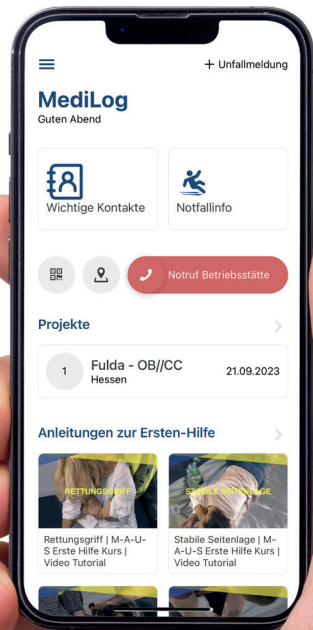 + Unfallmeldung
MediLog
Guten Abend
Wichtige Kontakte
Notfallinfo
Notruf Betriebsstätte
Projekte
1
Fulda - OB//CC
Hessen
21.09.2023
Anleitungen zur Ersten-Hilfe
RETTUNGSGRIFF
STABILE SEITENLAGE
Rettungsgriff | M-A-U-
S Erste Hilfe Kurs |
Video Tutorial
Stabile Seitenlage | M-
A-U-S Erste Hilfe Kurs |
Video Tutorial